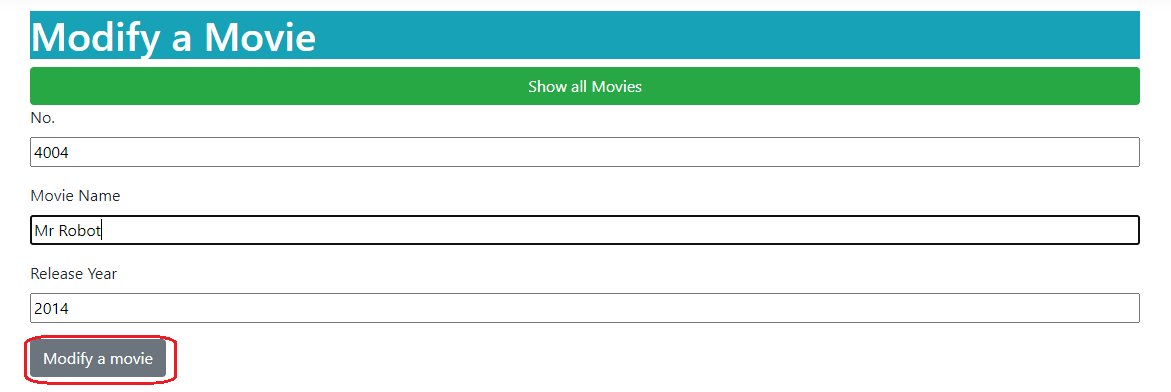 Modify a Movie
Show all Movies
No.
4004
Movie Name
Mr Robot
Release Year
2014
Modify a movie